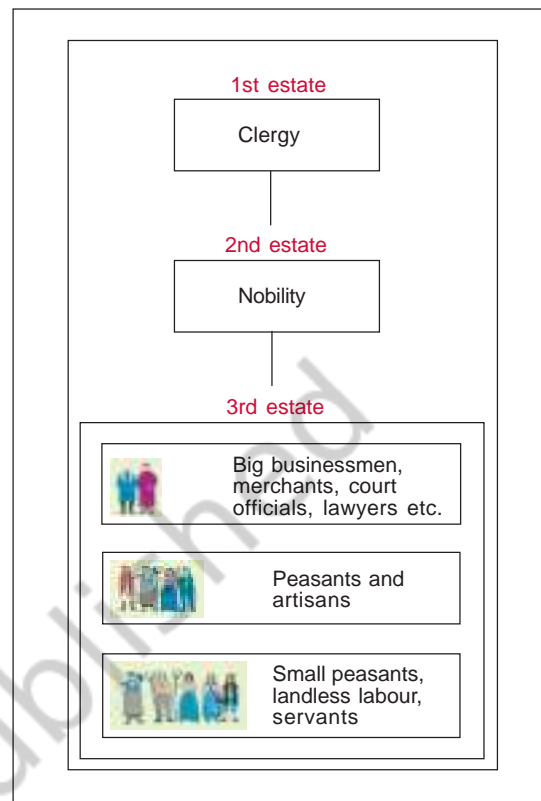 1st estate
Clergy
2nd estate
Nobility
3rd estate
Big businessmen,
merchants, court
officials, lawyers etc.
Peasants and
artisans
Small peasants,
landless labour,
servants